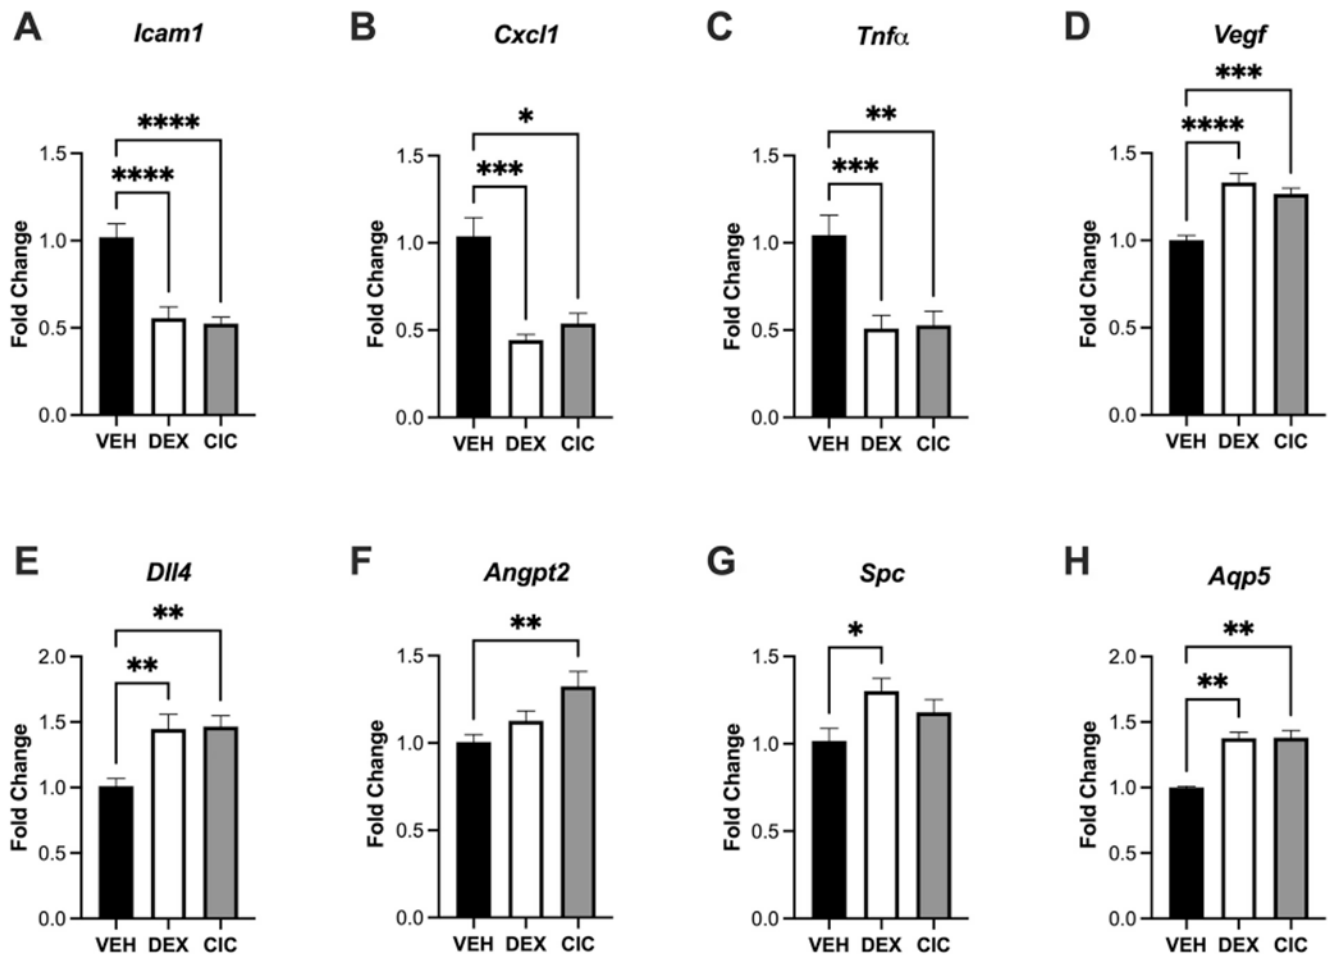 A Icam1
****
****
1.5
1.0
0.5
0.0
Fold Change
VEH DEX CIC
B Cxcl1
*
***
1.5
1.0
0.5
0.0
Fold Change
VEH DEX CIC
C Tnfα
**
***
1.5
1.0
0.5
0.0
Fold Change
VEH DEX CIC
D Vegf
***
****
1.5
1.0
0.5
0.0
Fold Change
VEH DEX CIC
E Dll4
**
**
2.0
1.5
1.0
0.5
0.0
Fold Change
VEH DEX CIC
F Angpt2
**
1.5
1.0
0.5
0.0
Fold Change
VEH DEX CIC
G Spc
*
1.5
1.0
0.5
0.0
Fold Change
VEH DEX CIC
H Aqp5
**
**
2.0
1.5
1.0
0.5
0.0
Fold Change
VEH DEX CIC